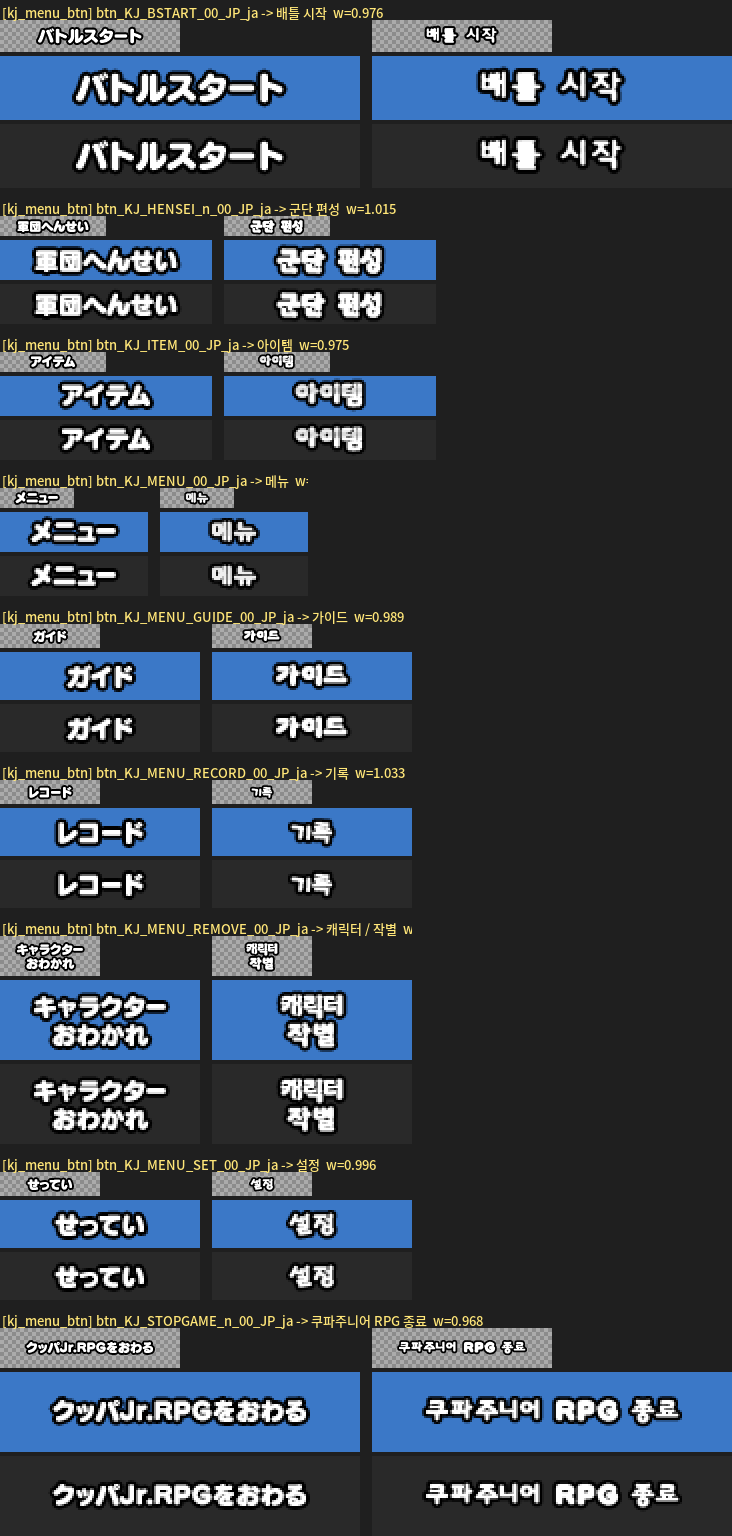 [kj_menu_btn] btn_KJ_BSTART_00_JP_ja -> 배틀 시작 w=0.976
バトルスタート 배틀 시작
バトルスタート 배틀 시작
バトルスタート 배틀 시작
[kj_menu_btn] btn_KJ_HENSEI_n_00_JP_ja -> 군단 편성 w=1.015
軍団へんせい 군단 편성
軍団へんせい 군단 편성
軍団へんせい 군단 편성
[kj_menu_btn] btn_KJ_ITEM_00_JP_ja -> 아이템 w=0.975
アイテム 아이템
アイテム 아이템
アイテム 아이템
[kj_menu_btn] btn_KJ_MENU_00_JP_ja -> 메뉴 w=
メニュー 메뉴
メニュー 메뉴
メニュー 메뉴
[kj_menu_btn] btn_KJ_MENU_GUIDE_00_JP_ja -> 가이드 w=0.989
ガイド 가이드
ガイド 가이드
ガイド 가이드
[kj_menu_btn] btn_KJ_MENU_RECORD_00_JP_ja -> 기록 w=1.033
レコード 기록
レコード 기록
レコード 기록
[kj_menu_btn] btn_KJ_MENU_REMOVE_00_JP_ja -> 캐릭터 / 작별 w
キャラクター 캐릭터
おわかれ 작별
キャラクター 캐릭터
おわかれ 작별
キャラクター 캐릭터
おわかれ 작별
[kj_menu_btn] btn_KJ_MENU_SET_00_JP_ja -> 설정 w=0.996
せってい 설정
せってい 설정
せってい 설정
[kj_menu_btn] btn_KJ_STOPGAME_n_00_JP_ja -> 쿠파주니어 RPG 종료 w=0.968
クッパJr.RPGをおわる 쿠파주니어 RPG 종료
クッパJr.RPGをおわる 쿠파주니어 RPG 종료
クッパJr.RPGをおわる 쿠파주니어 RPG 종료